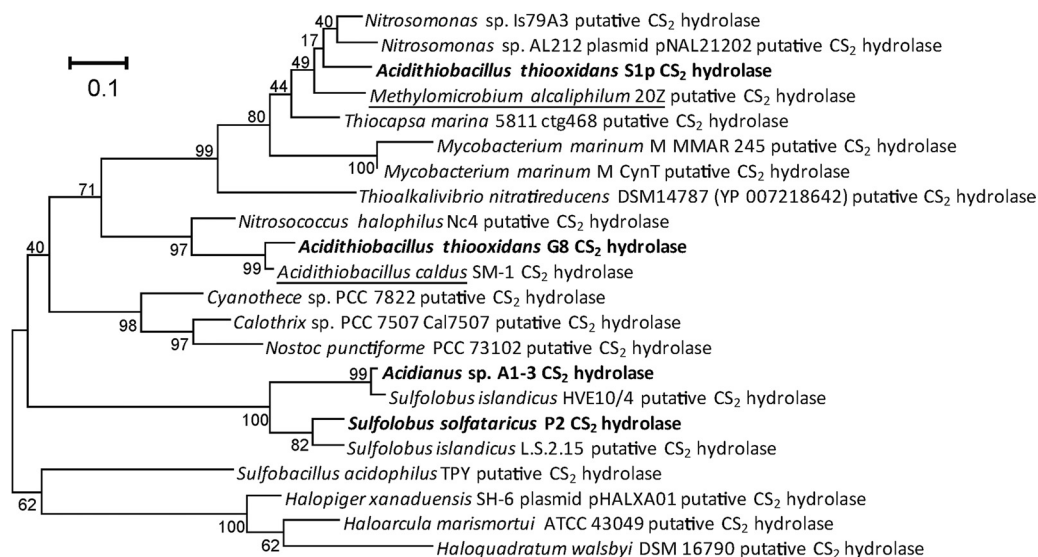 40
Nitrosomonas sp. Is79A3 putative CS2 hydrolase
17
Nitrosomonas sp. AL212 plasmid pNAL21202 putative CS2 hydrolase
49
Acidithiobacillus thiooxidans S1p CS2 hydrolase
0.1
44
Methylomicrobium alcaliphilum 20Z putative CS2 hydrolase
80
Thiocapsa marina 5811 ctg468 putative CS2 hydrolase
Mycobacterium marinum M MMAR 245 putative CS2 hydrolase
99
100
Mycobacterium marinum M CynT putative CS2 hydrolase
71
Thioalkalivibrio nitratireducens DSM14787 (YP 007218642) putative CS2 hydrolase
Nitrosococcus halophilus Nc4 putative CS2 hydrolase
40
97
Acidithiobacillus thiooxidans G8 CS2 hydrolase
99
Acidithiobacillus caldus SM-1 CS2 hydrolase
Cyanothece sp. PCC 7822 putative CS2 hydrolase
98
Calothrix sp. PCC 7507 Cal7507 putative CS2 hydrolase
97
Nostoc punctiforme PCC 73102 putative CS2 hydrolase
99
Acidianus sp. A1-3 CS2 hydrolase
Sulfolobus islandicus HVE10/4 putative CS2 hydrolase
100
Sulfolobus solfataricus P2 CS2 hydrolase
82
Sulfolobus islandicus L.S.2.15 putative CS2 hydrolase
Sulfobacillus acidophilus TPY putative CS2 hydrolase
62
Halopiger xanaduensis SH-6 plasmid pHALXA01 putative CS2 hydrolase
100
Haloarcula marismortui ATCC 43049 putative CS2 hydrolase
62
Haloquadratum walsbyi DSM 16790 putative CS2 hydrolase